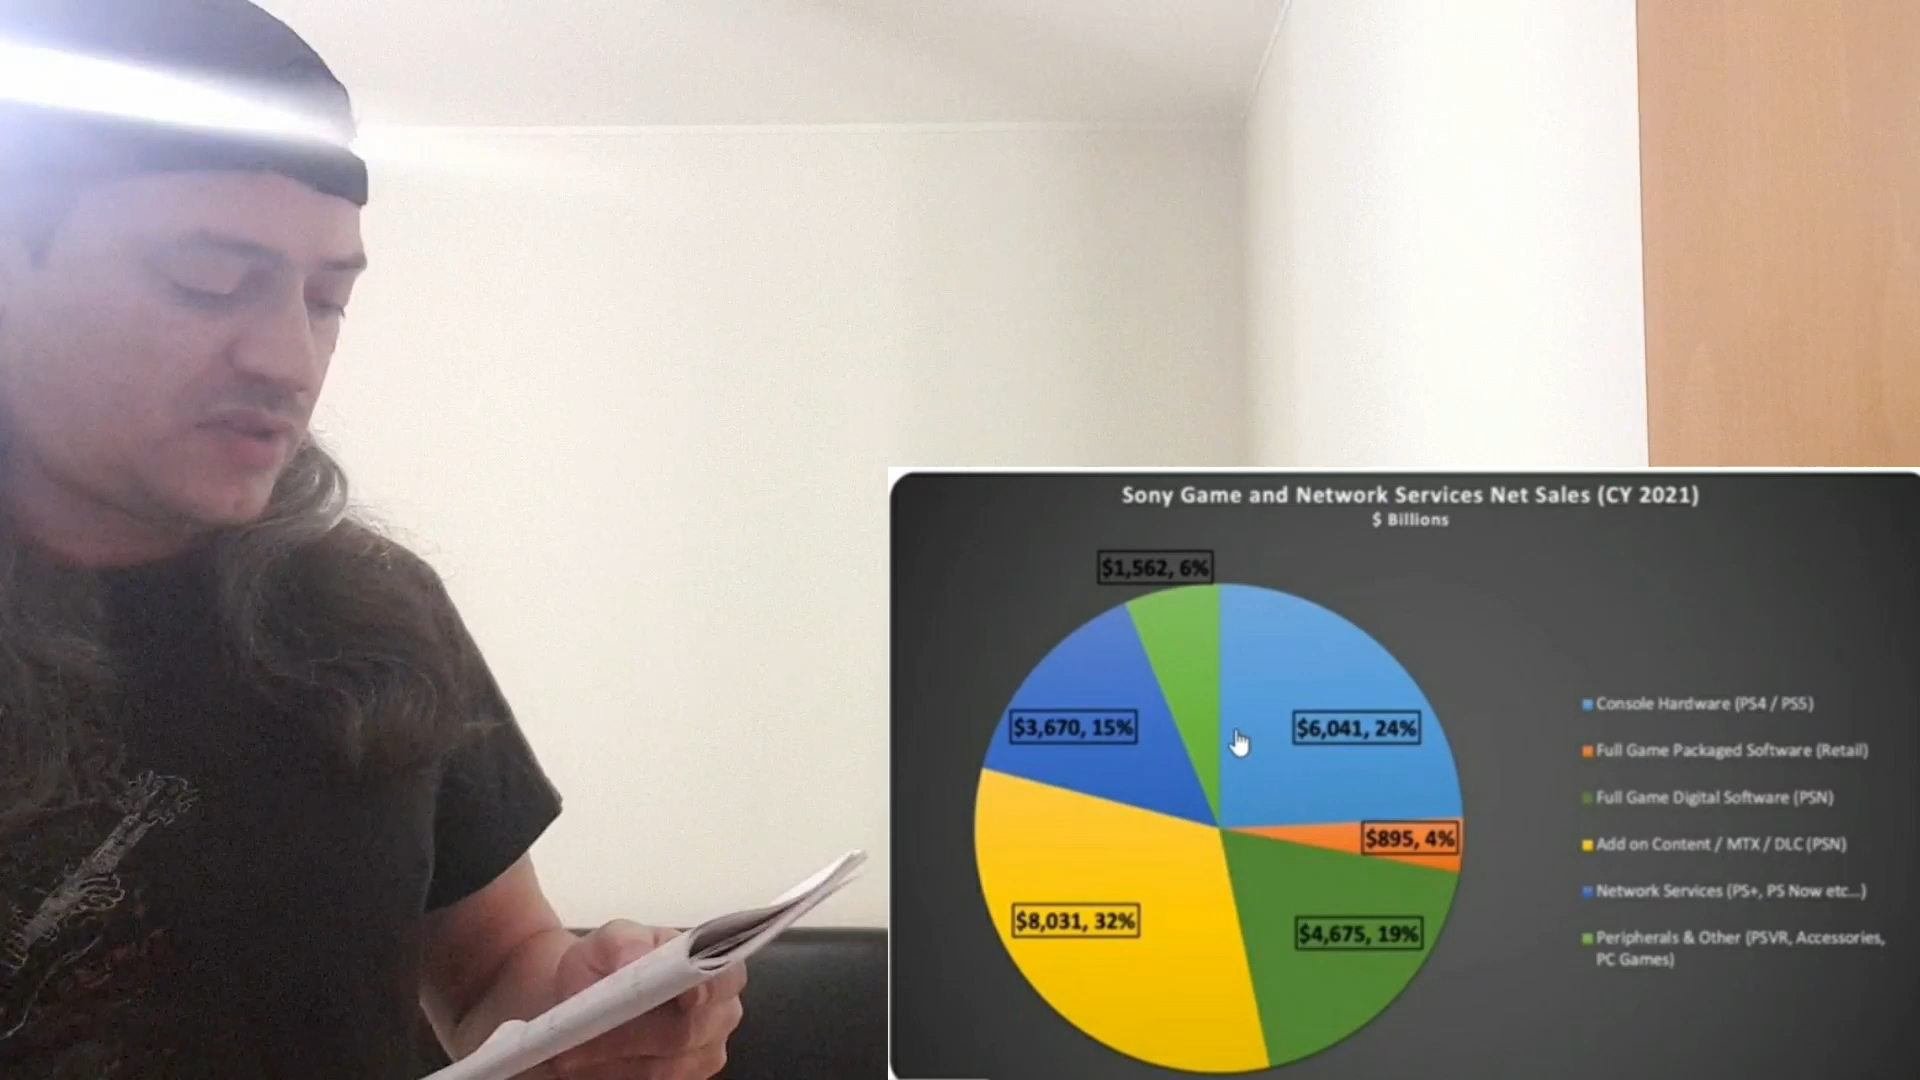 Sony Game and Network Services Net Sales (CY 2021)
$ Billions
$1,562, 6%
$3,670, 15%
$6,041, 24%
$895, 4%
$8,031, 32%
$4,675, 19%
Console Hardware (PS4 / PS5)
Full Game Packaged Software (Retail)
Full Game Digital Software (PSN)
Add on Content / MTX / DLC (PSN)
Network Services (PS+, PS Now etc...)
Peripherals & Other (PSVR, Accessories,
PC Games)